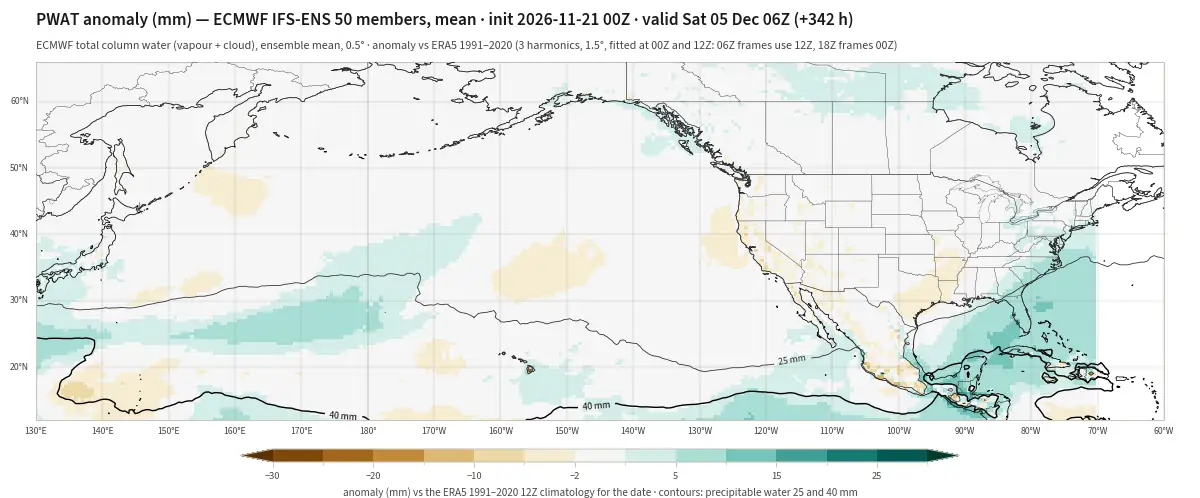 PWAT anomaly (mm) — ECMWF IFS-ENS 50 members, mean · init 2026-11-21 00Z · valid Sat 05 Dec 06Z (+342 h)
ECMWF total column water (vapour + cloud), ensemble mean, 0.5° · anomaly vs ERA5 1991–2020 (3 harmonics, 1.5°, fitted at 00Z and 12Z: 06Z frames use 12Z, 18Z frames 00Z)
60°N
50°N
40°N
30°N
20°N
25 mm
40 mm
40 mm
130°E 140°E 150°E 160°E 170°E 180° 170°W 160°W 150°W 140°W 130°W 120°W 110°W 100°W 90°W 80°W 70°W 60°W
−30 −20 −10 −2 5 15 25
anomaly (mm) vs the ERA5 1991–2020 12Z climatology for the date · contours: precipitable water 25 and 40 mm